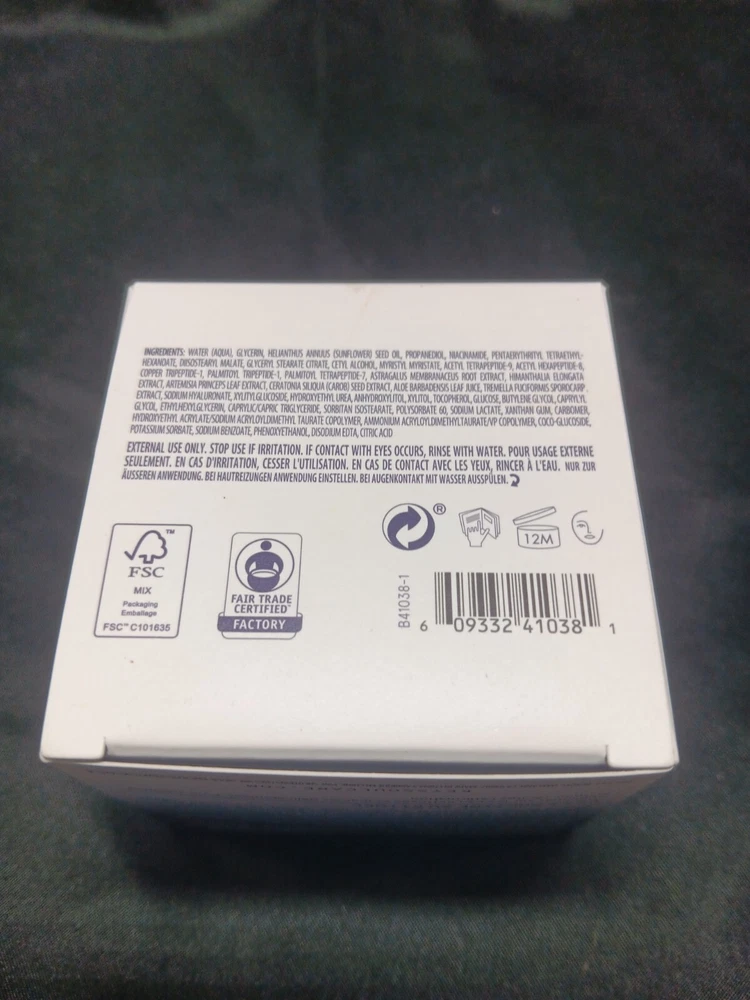 INGREDIENTS: WATER (AQUA), GLYCERIN, HELIANTHUS ANNUUS (SUNFLOWER) SEED OIL, PROPANEDIOL, NIACINAMIDE, PENTAERYTHRITYL TETRAETHYL-
HEXANOATE, DIISOSTEARYL MALATE, GLYCERYL STEARATE CITRATE, CETYL ALCOHOL, MYRISTYL MYRISTATE, ACETYL TETRAPEPTIDE-9, ACETYL HEXAPEPTIDE-8,
COPPER TRIPEPTIDE-1, PALMITOYL TRIPEPTIDE-1, PALMITOYL TETRAPEPTIDE-7, ASTRAGALUS MEMBRANACEUS ROOT EXTRACT, HIMANTHALIA ELONGATA
EXTRACT, ARTEMISIA PRINCEPS LEAF EXTRACT, CERATONIA SILIQUA (CAROB) SEED EXTRACT, ALOE BARBADENSIS LEAF JUICE, TREMELLA FUCIFORMIS SPOROCARP
EXTRACT, SODIUM HYALURONATE, XYLITYLGLUCOSIDE, HYDROXYETHYL UREA, ANHYDROXYLITOL, XYLITOL, TOCOPHEROL, GLUCOSE, BUTYLENE GLYCOL, CAPRYLYL
GLYCOL, ETHYLHEXYLGLYCERIN, CAPRYLIC/CAPRIC TRIGLYCERIDE, SORBITAN ISOSTEARATE, POLYSORBATE 60, SODIUM LACTATE, XANTHAN GUM, CARBOMER,
HYDROXYETHYL ACRYLATE/SODIUM ACRYLOYLDIMETHYL TAURATE COPOLYMER, AMMONIUM ACRYLOYLDIMETHYLTAURATE/VP COPOLYMER, COCO-GLUCOSIDE,
POTASSIUM SORBATE, SODIUM BENZOATE, PHENOXYETHANOL, DISODIUM EDTA, CITRIC ACID
EXTERNAL USE ONLY. STOP USE IF IRRITATION. IF CONTACT WITH EYES OCCURS, RINSE WITH WATER. POUR USAGE EXTERNE
SEULEMENT. EN CAS D'IRRITATION, CESSER L'UTILISATION. EN CAS DE CONTACT AVEC LES YEUX, RINCER À L'EAU. NUR ZUR
ÄUSSEREN ANWENDUNG. BEI HAUTREIZUNGEN ANWENDUNG EINSTELLEN. BEI AUGENKONTAKT MIT WASSER AUSSPÜLEN.
FSC
MIX
Packaging
Emballage
FSC™ C101635
FAIR TRADE
CERTIFIED™
FACTORY
®
12M
B41038-1
6 09332 41038 1